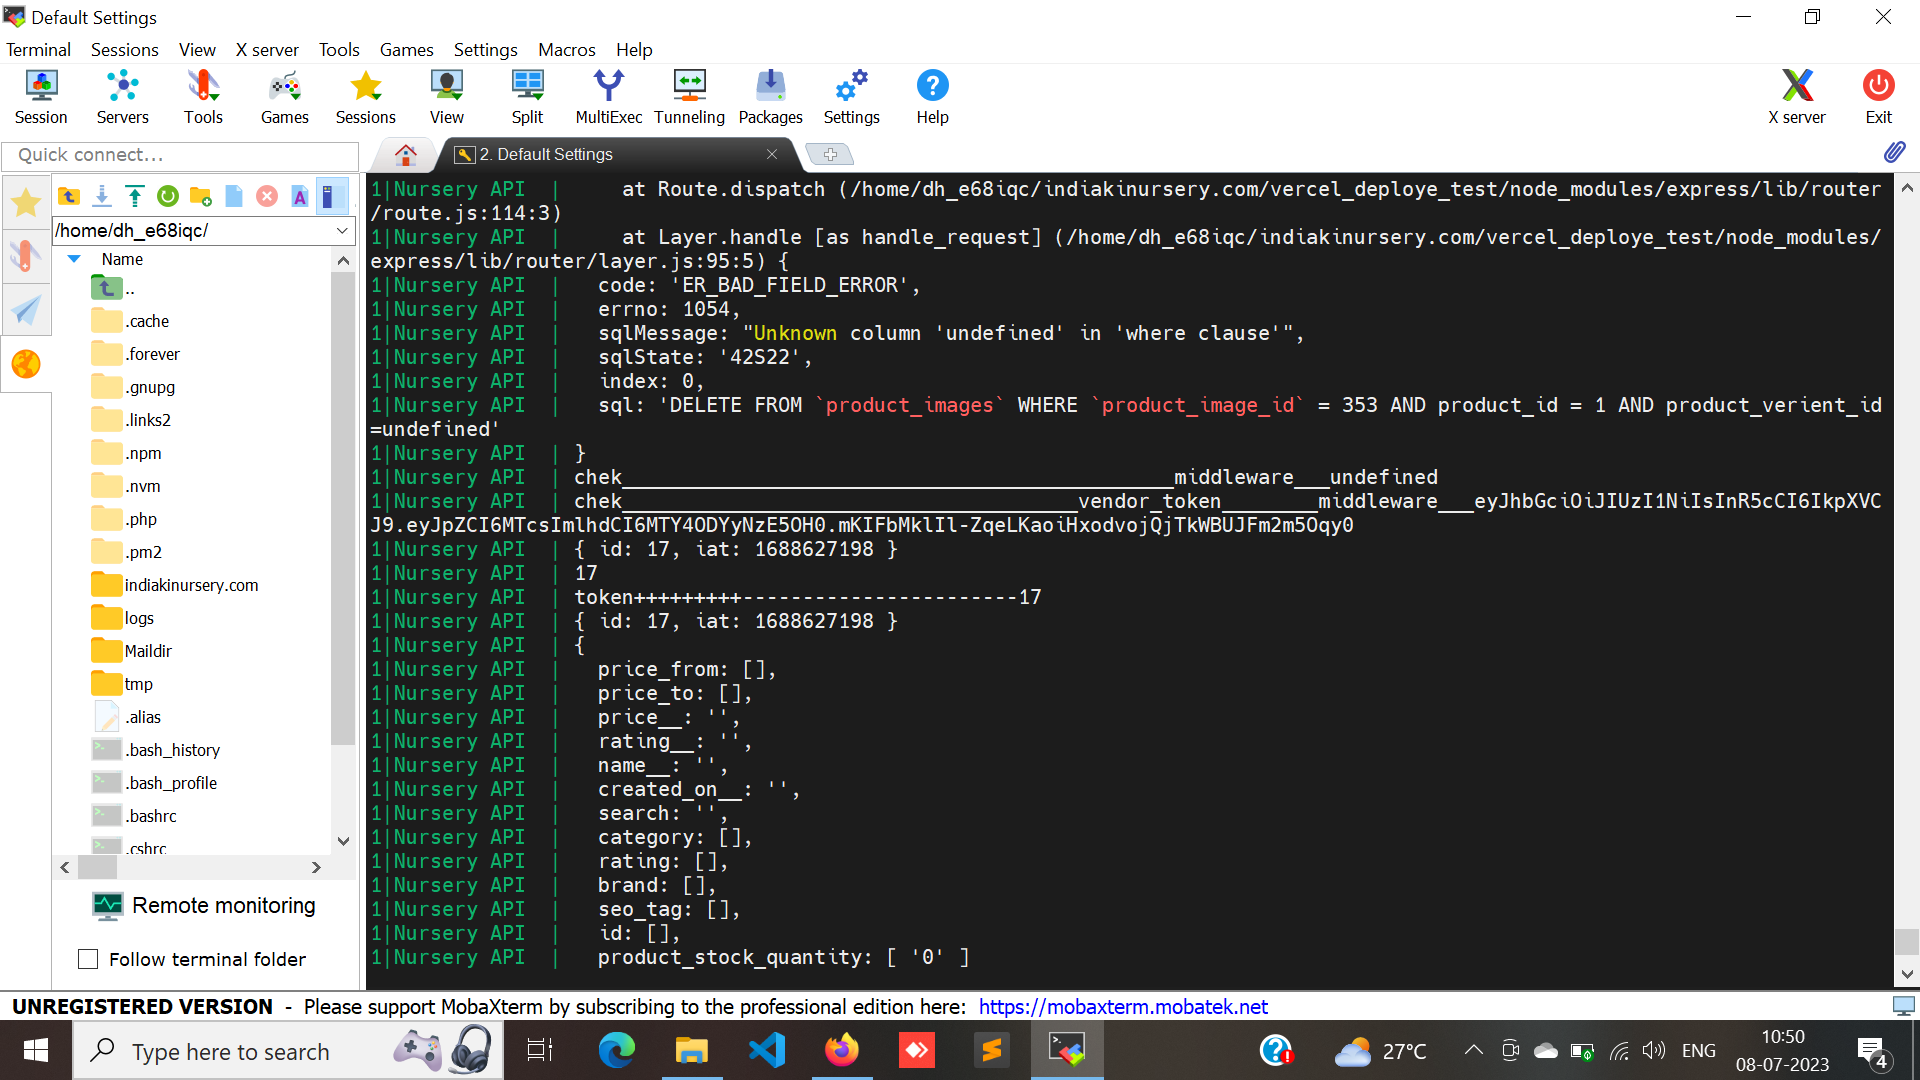 Default Settings
Terminal Sessions View X server Tools Games Settings Macros Help
Session Servers Tools Games Sessions View Split MultiExec Tunneling Packages Settings Help X server Exit
Quick connect...
2. Default Settings
/home/dh_e68iqc/
Name
..
.cache
.forever
.gnupg
.links2
.npm
.nvm
.php
.pm2
indiakinursery.com
logs
Maildir
tmp
.alias
.bash_history
.bash_profile
.bashrc
.cshrc
Remote monitoring
Follow terminal folder
1|Nursery API | at Route.dispatch (/home/dh_e68iqc/indiakinursery.com/vercel_deploye_test/node_modules/express/lib/router
/route.js:114:3)
1|Nursery API | at Layer.handle [as handle_request] (/home/dh_e68iqc/indiakinursery.com/vercel_deploye_test/node_modules/
express/lib/router/layer.js:95:5) {
1|Nursery API | code: 'ER_BAD_FIELD_ERROR',
1|Nursery API | errno: 1054,
1|Nursery API | sqlMessage: "Unknown column 'undefined' in 'where clause'",
1|Nursery API | sqlState: '42S22',
1|Nursery API | index: 0,
1|Nursery API | sql: 'DELETE FROM `product_images` WHERE `product_image_id` = 353 AND product_id = 1 AND product_verient_id
=undefined'
1|Nursery API | }
1|Nursery API | chek______________________________________________middleware___undefined
1|Nursery API | chek______________________________________vendor_token________middleware___eyJhbGciOiJIUzI1NiIsInR5cCI6IkpXVC
J9.eyJpZCI6MTcsImlhdCI6MTY4ODYyNzE5OH0.mKIFbMklIl-ZqeLKaoiHxodvojQjTkWBUJFm2m5Oqy0
1|Nursery API | { id: 17, iat: 1688627198 }
1|Nursery API | 17
1|Nursery API | token+++++++++-----------------------17
1|Nursery API | { id: 17, iat: 1688627198 }
1|Nursery API | {
1|Nursery API | price_from: [],
1|Nursery API | price_to: [],
1|Nursery API | price__: '',
1|Nursery API | rating__: '',
1|Nursery API | name__: '',
1|Nursery API | created_on__: '',
1|Nursery API | search: '',
1|Nursery API | category: [],
1|Nursery API | rating: [],
1|Nursery API | brand: [],
1|Nursery API | seo_tag: [],
1|Nursery API | id: [],
1|Nursery API | product_stock_quantity: [ '0' ]
UNREGISTERED VERSION - Please support MobaXterm by subscribing to the professional edition here: https://mobaxterm.mobatek.net
Type here to search
27°C
ENG
10:50
08-07-2023
4